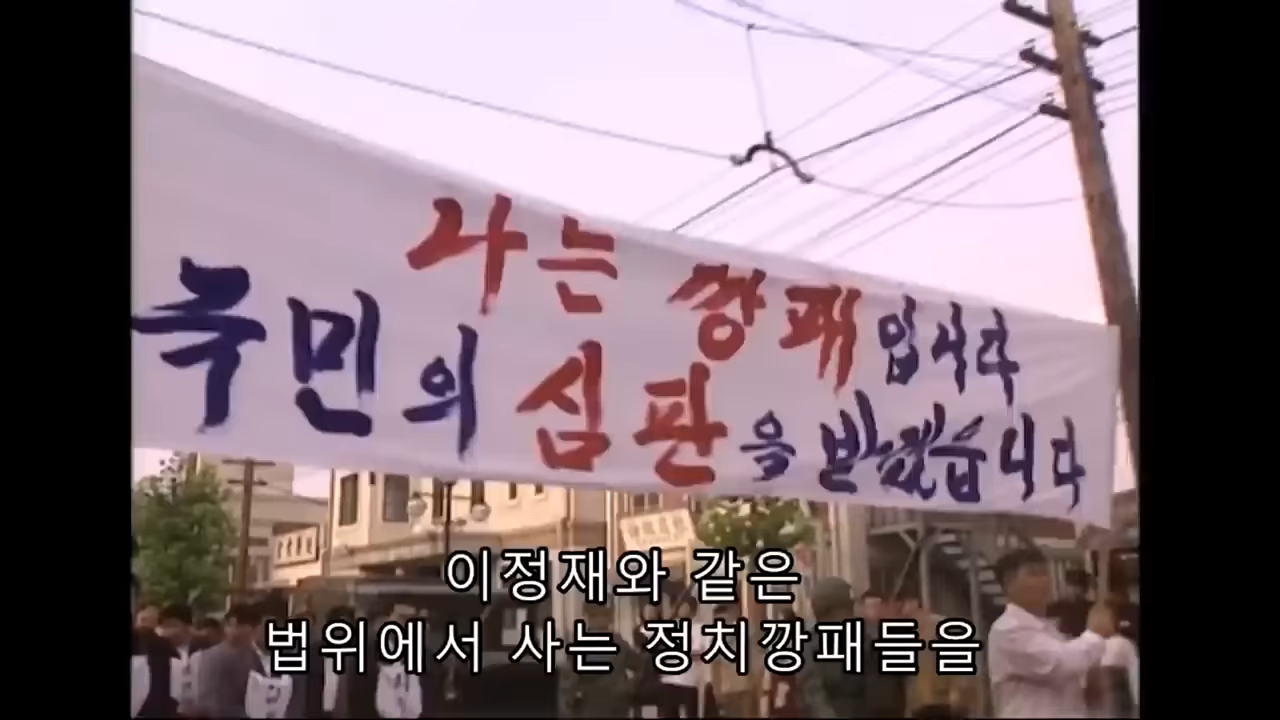 나는 깡패입니다
국민의 심판을 받겠습니다
이정재와 같은
법위에서 사는 정치깡패들을